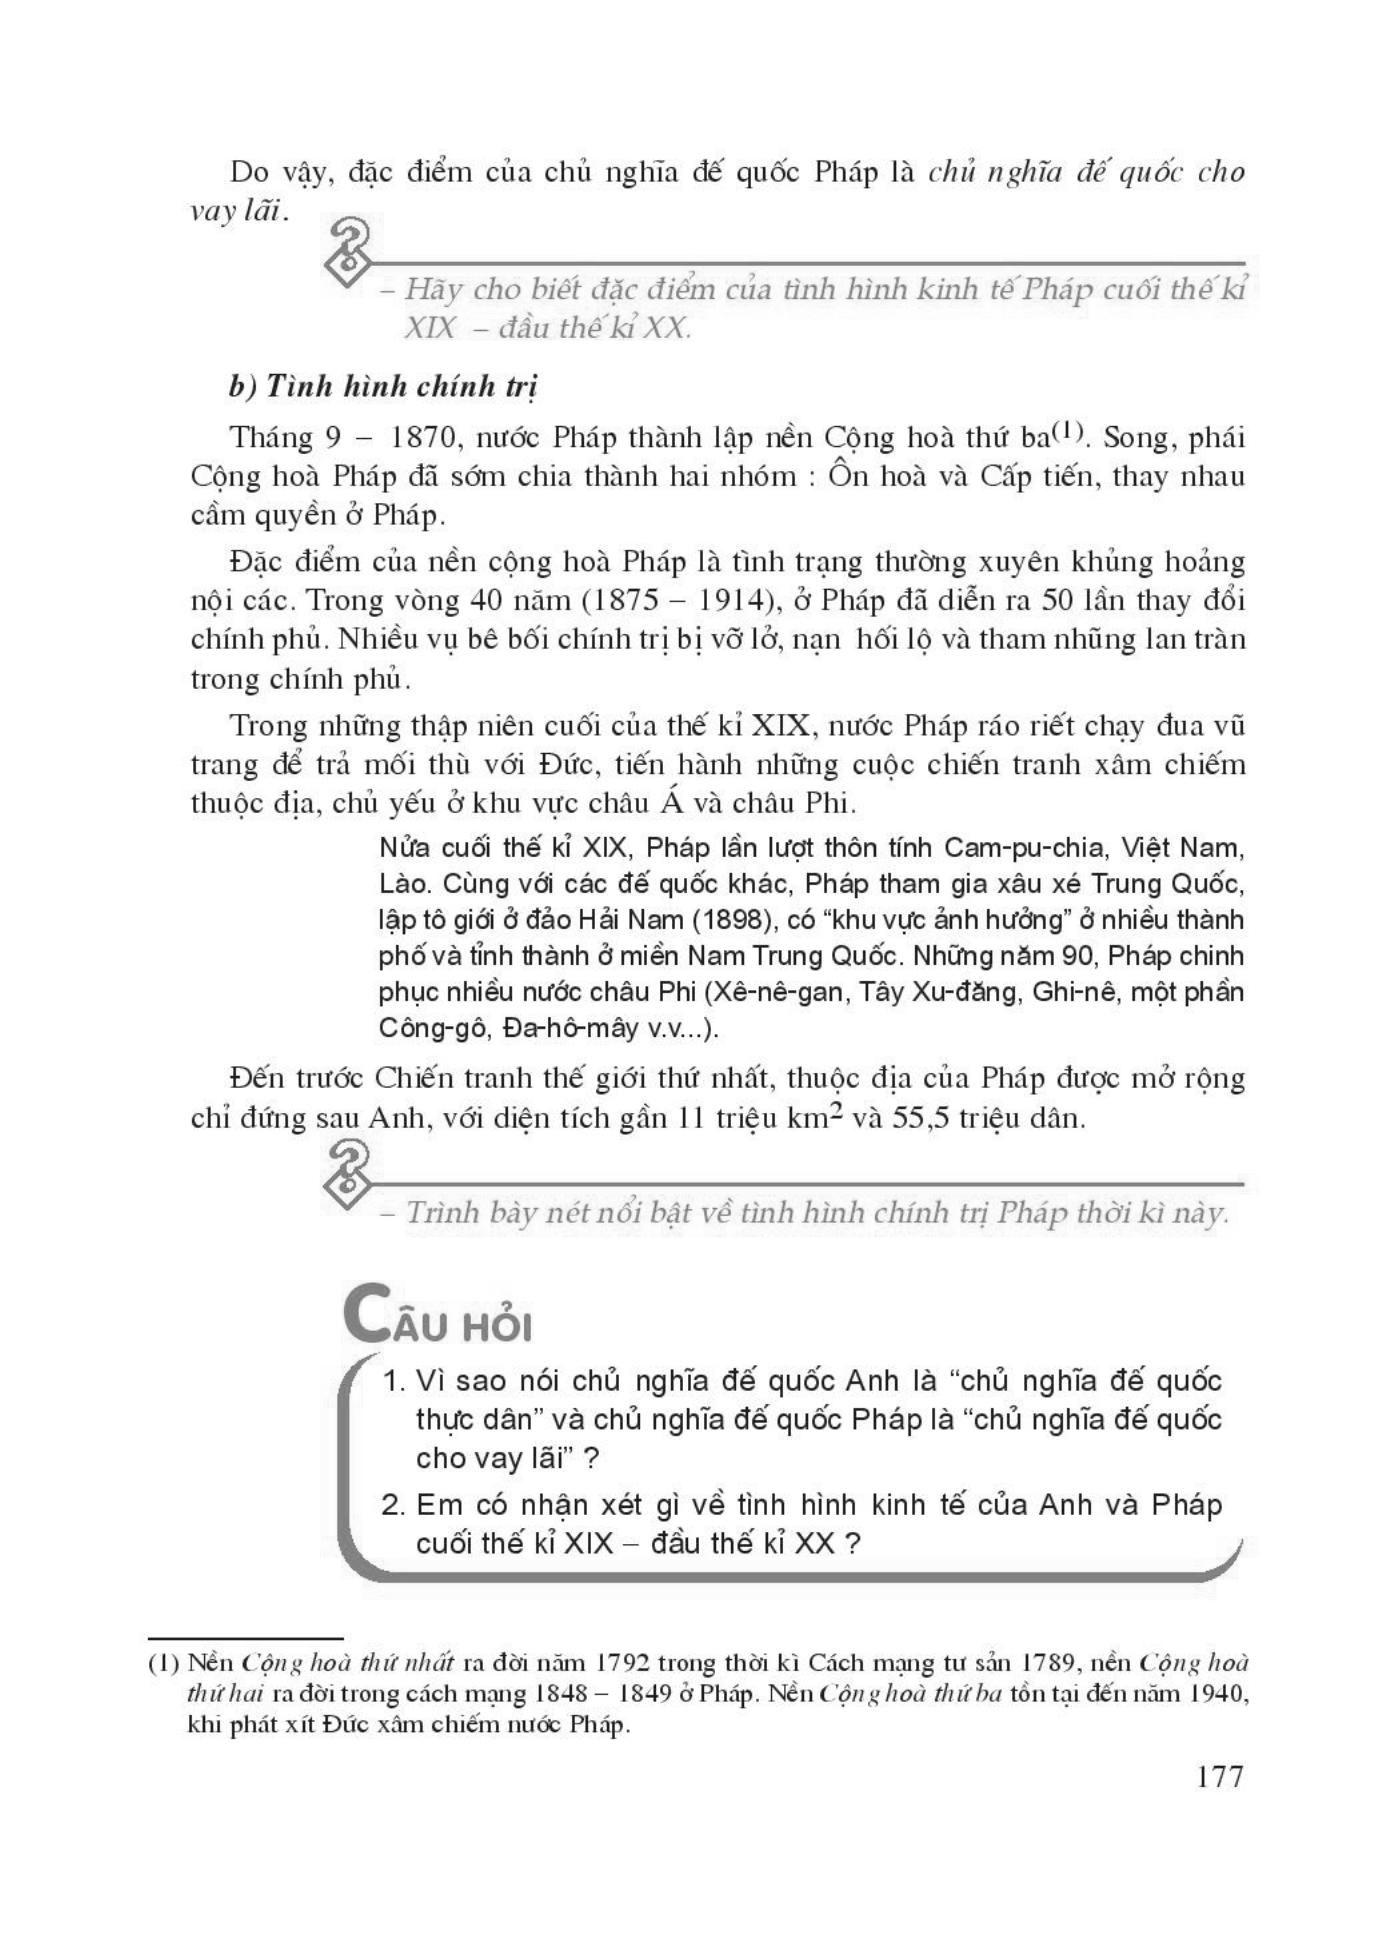 Do vậy, đặc điểm của chủ nghĩa đế quốc Pháp là chủ nghĩa đế quốc cho
vay lãi.
– Hãy cho biết đặc điểm của tình hình kinh tế Pháp cuối thế kỉ
XIX – đầu thế kỉ XX.
b) Tình hình chính trị
Tháng 9 – 1870, nước Pháp thành lập nền Cộng hoà thứ ba(1). Song, phái
Cộng hoà Pháp đã sớm chia thành hai nhóm : Ôn hoà và Cấp tiến, thay nhau
cầm quyền ở Pháp.
Đặc điểm của nền cộng hoà Pháp là tình trạng thường xuyên khủng hoảng
nội các. Trong vòng 40 năm (1875 – 1914), ở Pháp đã diễn ra 50 lần thay đổi
chính phủ. Nhiều vụ bê bối chính trị bị vỡ lở, nạn hối lộ và tham nhũng lan tràn
trong chính phủ.
Trong những thập niên cuối của thế kỉ XIX, nước Pháp ráo riết chạy đua vũ
trang để trả mối thù với Đức, tiến hành những cuộc chiến tranh xâm chiếm
thuộc địa, chủ yếu ở khu vực châu Á và châu Phi.
Nửa cuối thế kỉ XIX, Pháp lần lượt thôn tính Cam-pu-chia, Việt Nam,
Lào. Cùng với các đế quốc khác, Pháp tham gia xâu xé Trung Quốc,
lập tô giới ở đảo Hải Nam (1898), có “khu vực ảnh hưởng” ở nhiều thành
phố và tỉnh thành ở miền Nam Trung Quốc. Những năm 90, Pháp chinh
phục nhiều nước châu Phi (Xê-nê-gan, Tây Xu-đăng, Ghi-nê, một phần
Công-gô, Đa-hô-mây v.v...).
Đến trước Chiến tranh thế giới thứ nhất, thuộc địa của Pháp được mở rộng
chỉ đứng sau Anh, với diện tích gần 11 triệu km2 và 55,5 triệu dân.
– Trình bày nét nổi bật về tình hình chính trị Pháp thời kì này.
CÂU HỎI
1. Vì sao nói chủ nghĩa đế quốc Anh là “chủ nghĩa đế quốc
thực dân” và chủ nghĩa đế quốc Pháp là “chủ nghĩa đế quốc
cho vay lãi” ?
2. Em có nhận xét gì về tình hình kinh tế của Anh và Pháp
cuối thế kỉ XIX – đầu thế kỉ XX ?
(1) Nền Cộng hoà thứ nhất ra đời năm 1792 trong thời kì Cách mạng tư sản 1789, nền Cộng hoà
thứ hai ra đời trong cách mạng 1848 – 1849 ở Pháp. Nền Cộng hoà thứ ba tồn tại đến năm 1940,
khi phát xít Đức xâm chiếm nước Pháp.
177